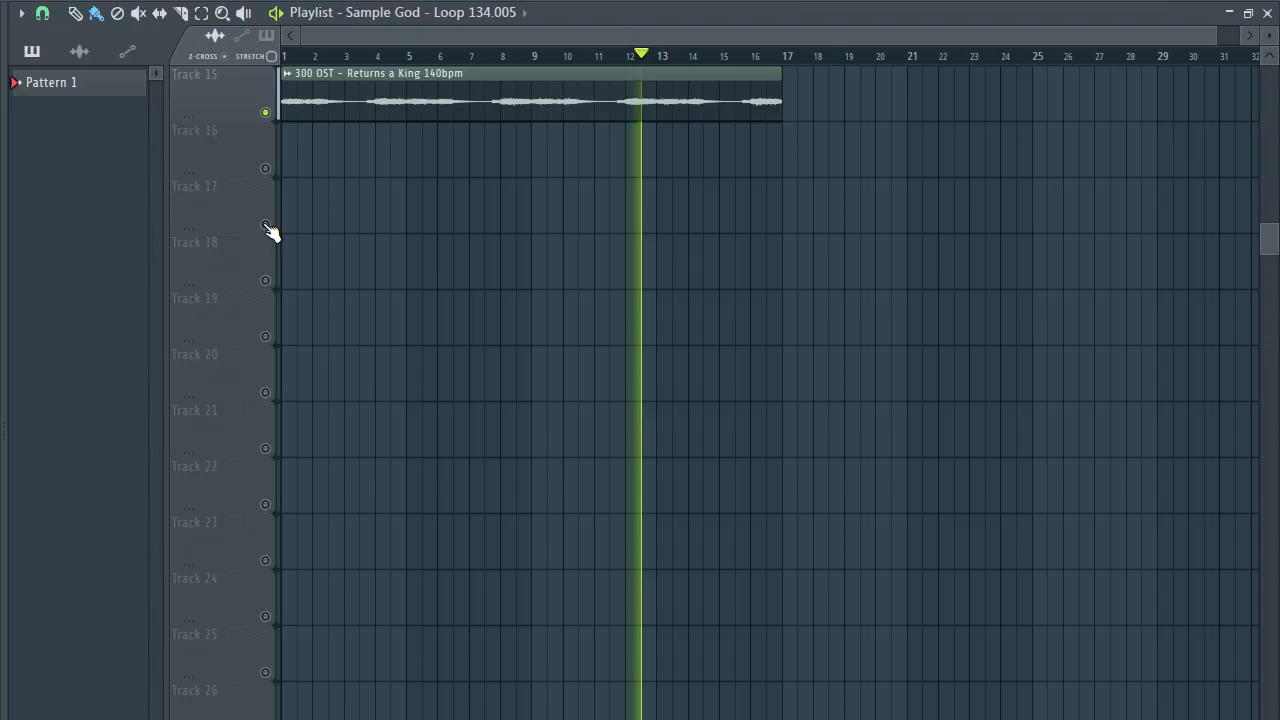 Playlist - Sample God - Loop 134.005
Z-CROSS STRETCH
1 2 3 4 5 6 7 8 9 10 11 12 13 14 15 16 17 18 19 20 21 22 23 24 25 26 27 28 29 30 31 32
Pattern 1
Track 15
300 OST - Returns a King 140bpm
Track 16
Track 17
Track 18
Track 19
Track 20
Track 21
Track 22
Track 23
Track 24
Track 25
Track 26